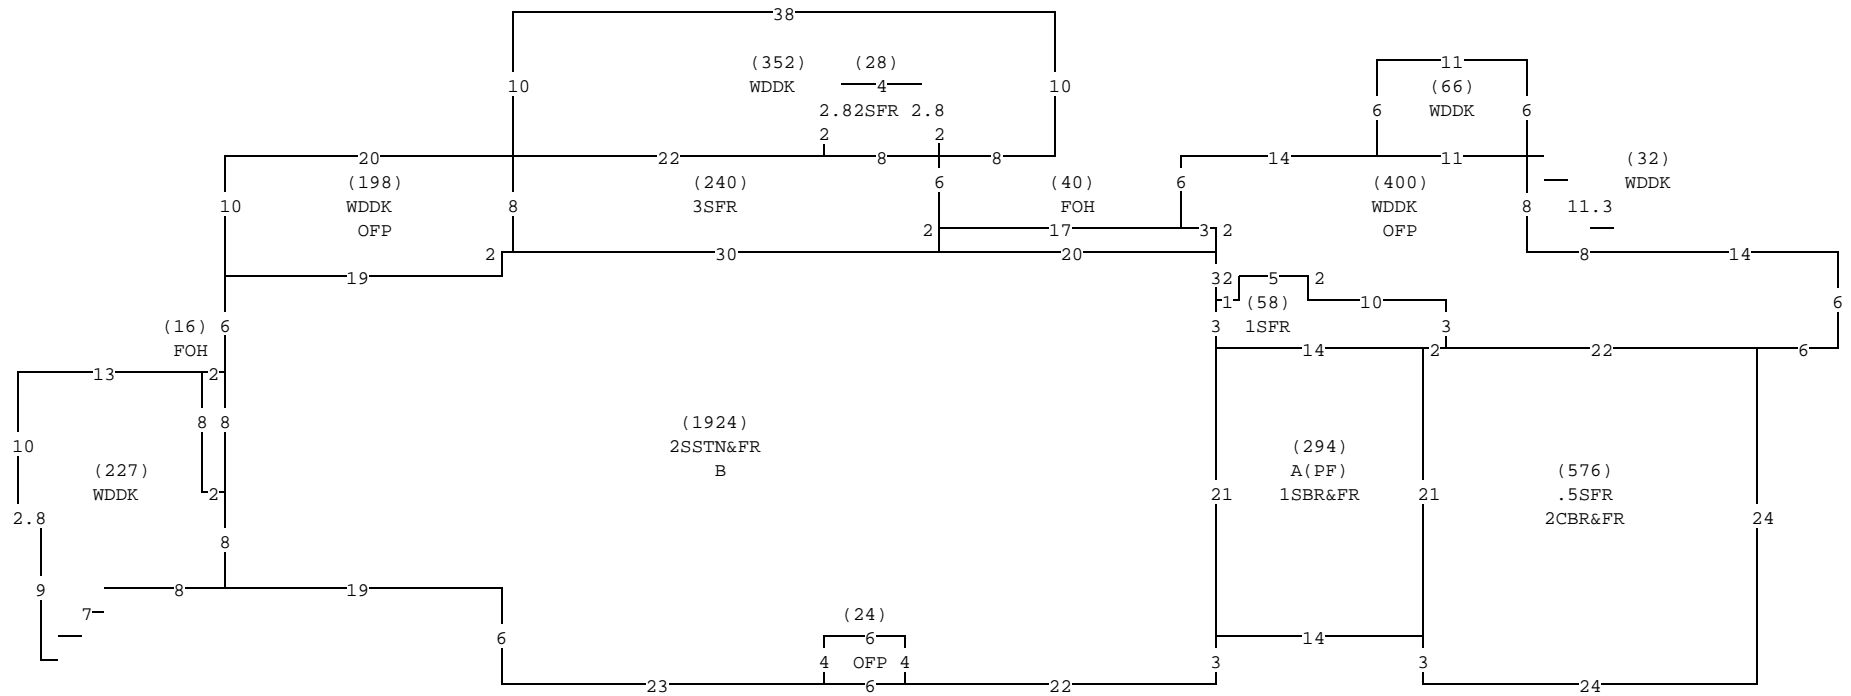 38
(352) (28) 11
10 WDDK 4 10 (66)
2.82SFR 2.8 6 WDDK 6
2 2
20 22 8 8 14 11 (32)
(198) (240) 6 (40) 6 (400) WDDK
10 WDDK 8 3SFR FOH WDDK 8 11.3
OFP 2 17 3 2 OFP
2 30 20 8 14
19 32 5 2
1 (58) 10 6
(16) 6 3 1SFR 3
FOH 14 2 22 6
13 2
8 8 (1924)
10 2SSTN&FR (294)
(227) B A(PF) (576)
WDDK 2 21 1SBR&FR 21 .5SFR
2.8 2CBR&FR 24
8
9 8 19
7 (24)
6 6 14
4 OFP 4 3 3
23 6 22 24